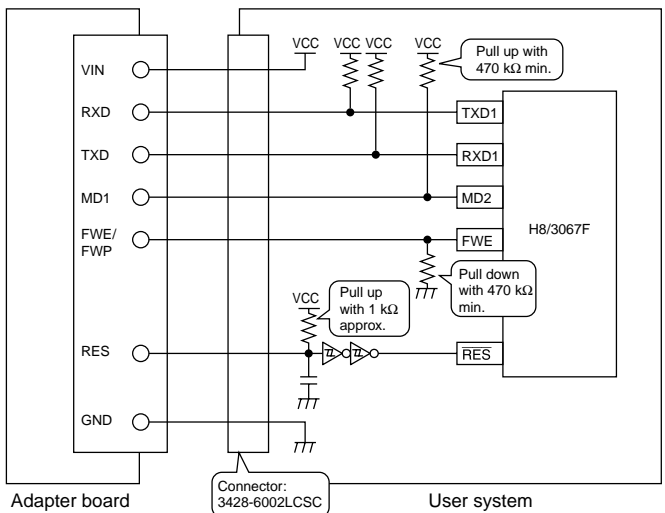 VCC VCC VCC VCC
Pull up with
470 kΩ min.
VIN
RXD
TXD1
TXD
RXD1
MD1
MD2
H8/3067F
FWE/
FWP
FWE
Pull down
with 470 kΩ
min.
VCC
Pull up
with 1 kΩ
approx.
RES
RES
GND
Connector:
3428-6002LCSC
Adapter board
User system